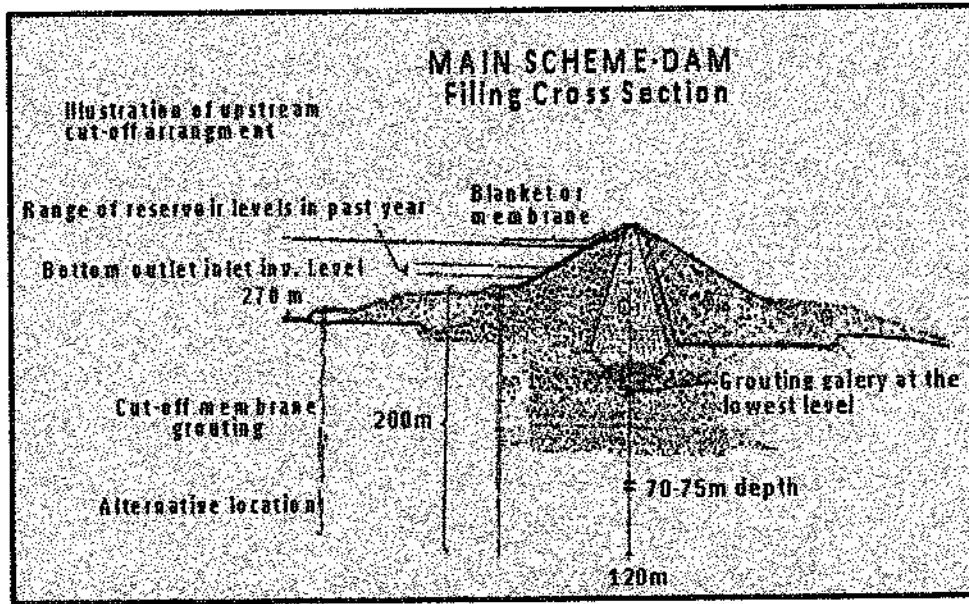 MAIN SCHEME-DAM
Filing Cross Section
Illustration of upstream
cut-off arrangment
Blanket or
membrane
Range of reservoir levels in past year
Bottom outlet inlet inv. Level
270 m
Grouting galery at the
lowest level
Cut-off membrane
grouting
200m
70-75m depth
Alternative location
120m